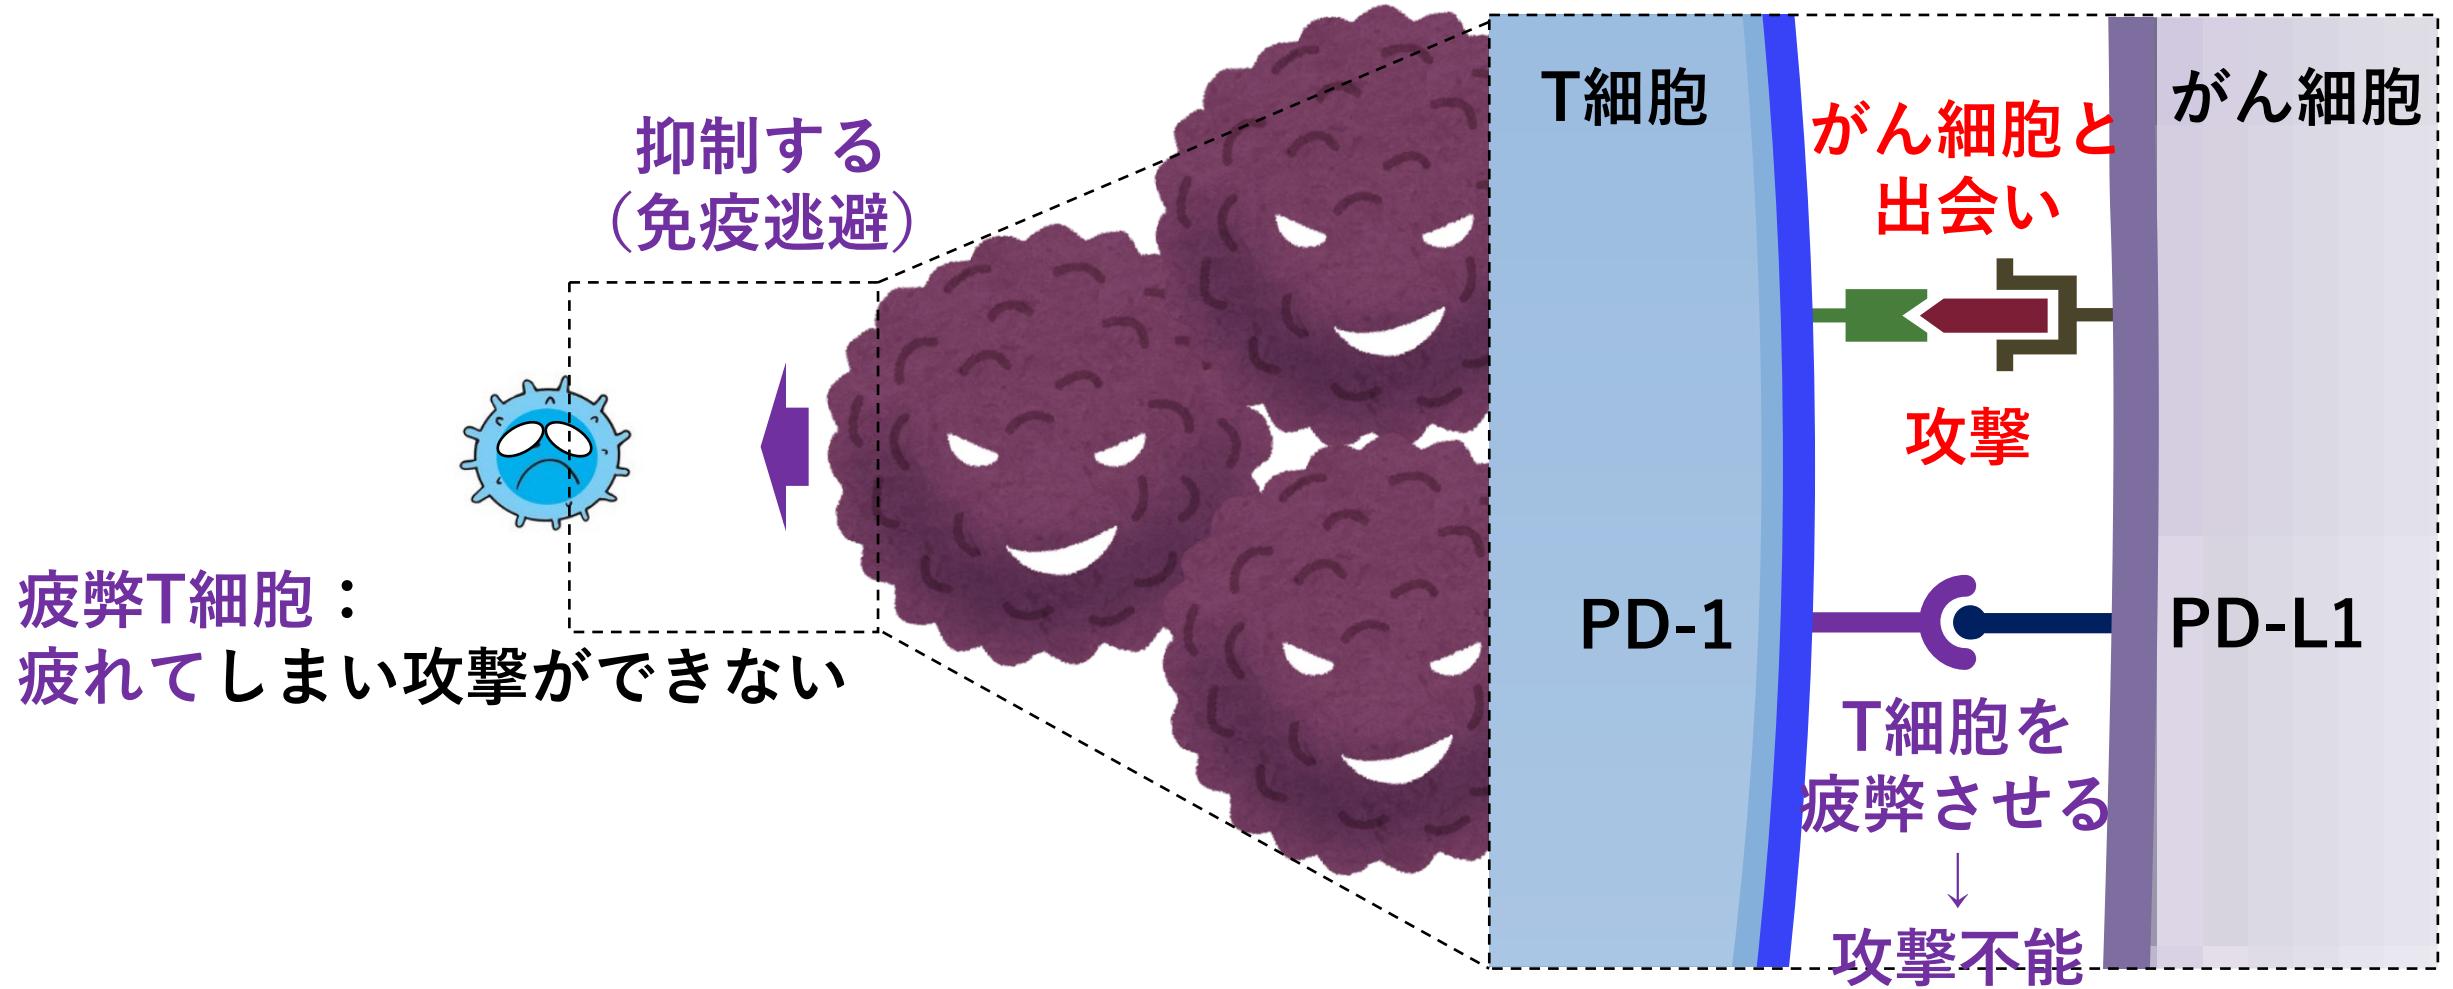 抑制する
（免疫逃避）
疲弊T細胞：
疲れてしまい攻撃ができない
T細胞
がん細胞と
出会い
攻撃
がん細胞
PD-1
PD-L1
T細胞を
疲弊させる
↓
攻撃不能